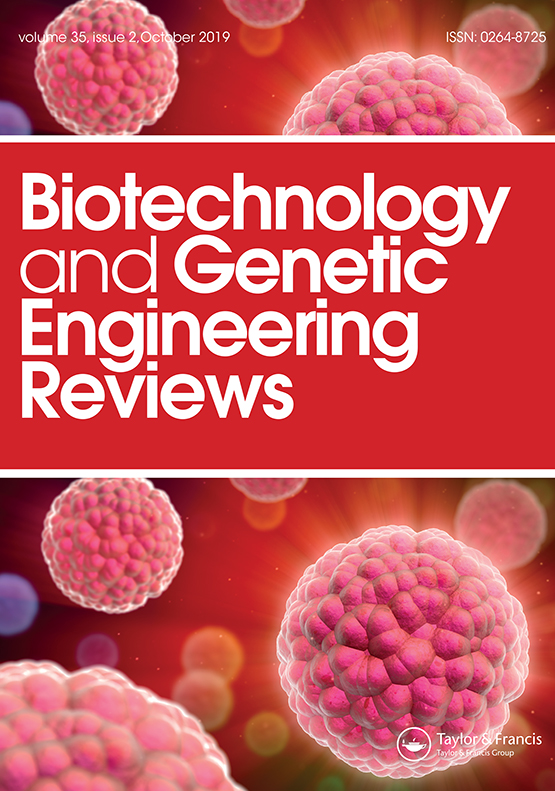 volume 35, issue 2,October 2019
ISSN: 0264-8725
Biotechnology
and Genetic
Engineering
Reviews
Taylor & Francis
Taylor & Francis Group